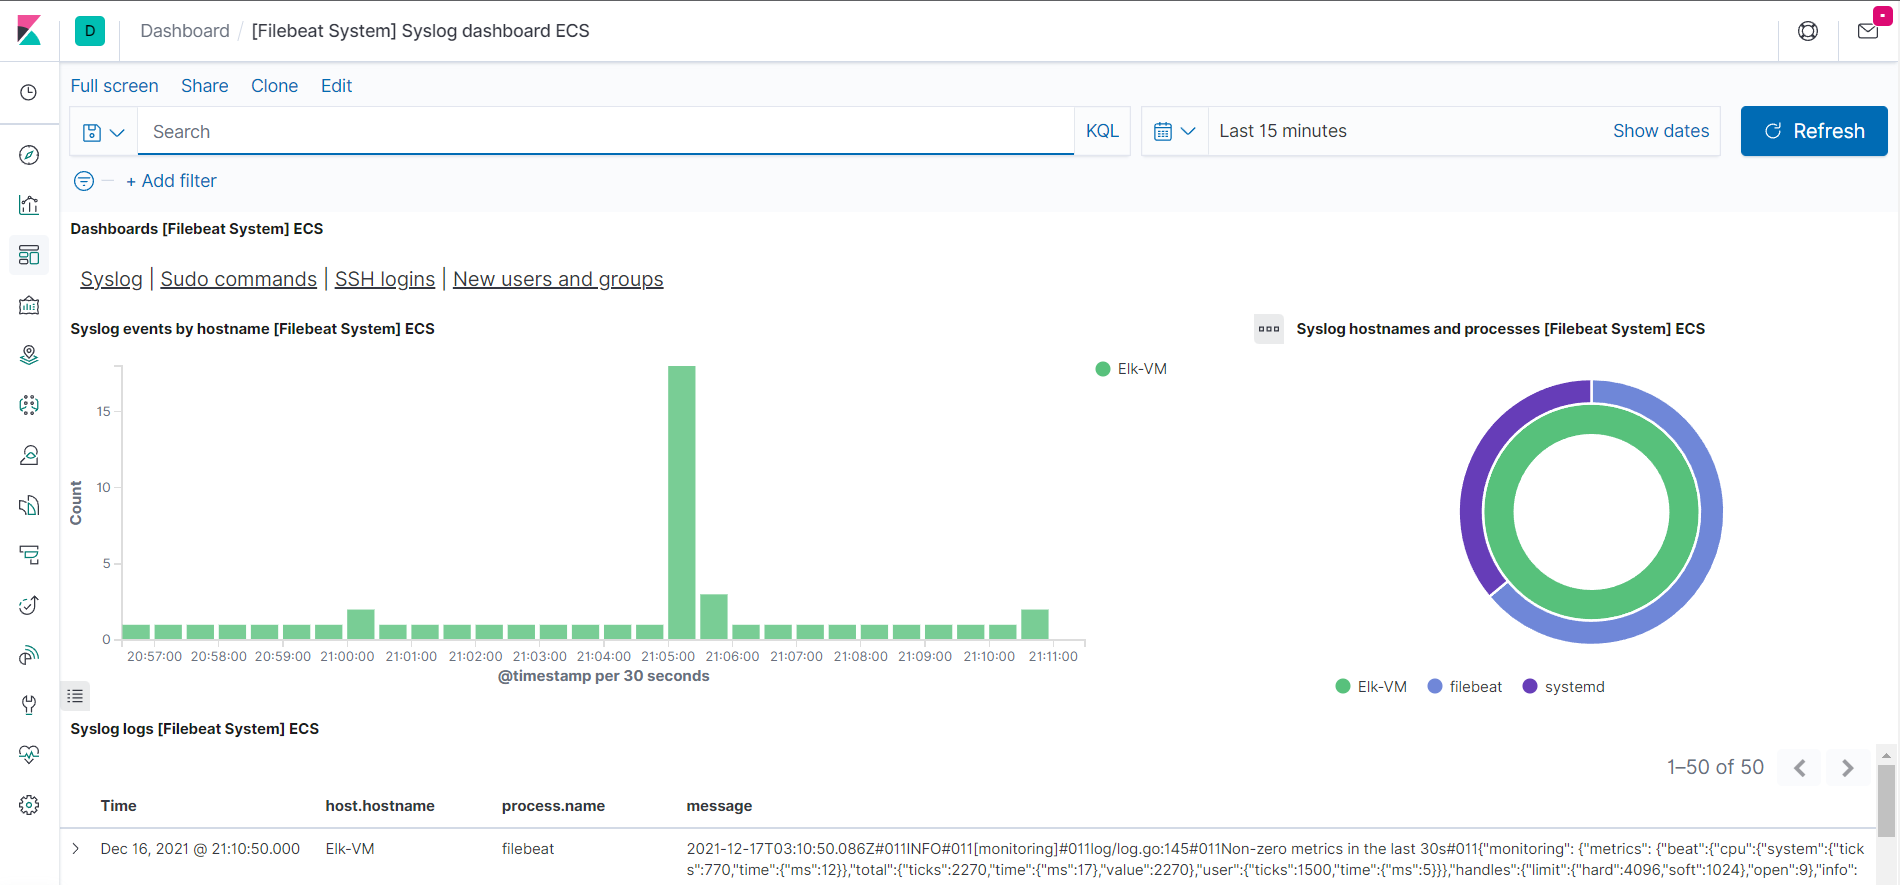 D Dashboard / [Filebeat System] Syslog dashboard ECS
Full screen Share Clone Edit
Search KQL Last 15 minutes Show dates Refresh
+ Add filter
Dashboards [Filebeat System] ECS
Syslog | Sudo commands | SSH logins | New users and groups
Syslog events by hostname [Filebeat System] ECS
Elk-VM
15
10
5
0
Count
20:57:00 20:58:00 20:59:00 21:00:00 21:01:00 21:02:00 21:03:00 21:04:00 21:05:00 21:06:00 21:07:00 21:08:00 21:09:00 21:10:00 21:11:00
@timestamp per 30 seconds
Syslog hostnames and processes [Filebeat System] ECS
Elk-VM filebeat systemd
Syslog logs [Filebeat System] ECS
1–50 of 50
Time host.hostname process.name message
Dec 16, 2021 @ 21:10:50.000 Elk-VM filebeat 2021-12-17T03:10:50.086Z#011INFO#011[monitoring]#011log/log.go:145#011Non-zero metrics in the last 30s#011{"monitoring": {"metrics": {"beat":{"cpu":{"system":{"tick
s":770,"time":{"ms":12}},"total":{"ticks":2270,"time":{"ms":17},"value":2270},"user":{"ticks":1500,"time":{"ms":5}}},"handles":{"limit":{"hard":4096,"soft":1024},"open":9},"info":